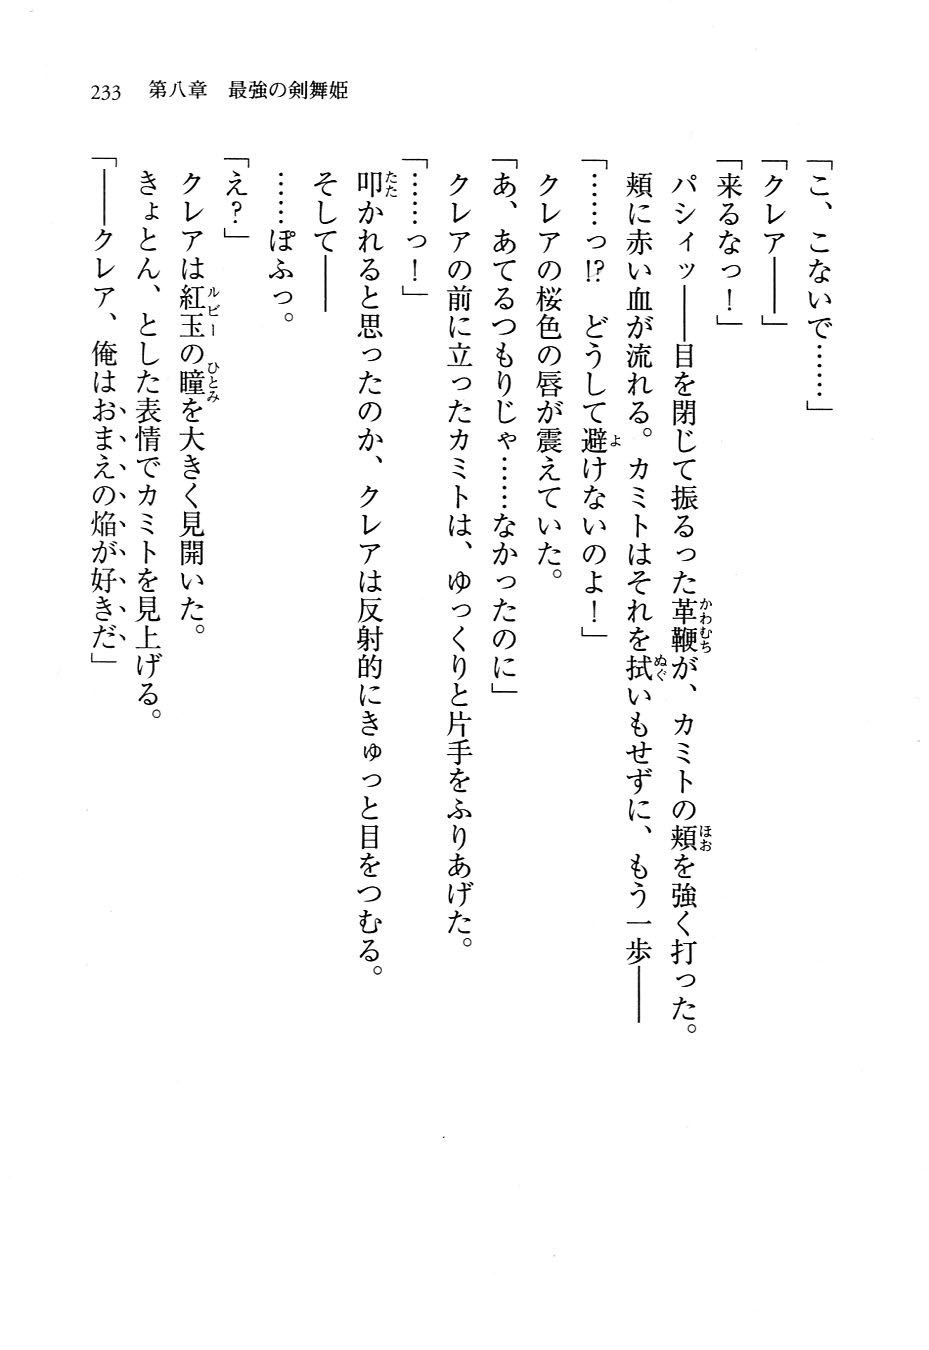 233　第八章　最強の剣舞姫
「こ、こないで……」
「クレア――」
「来るなっ！」
　パシィッ――目を閉じて振るった革鞭が、カミトの頬を強く打った。
　頬に赤い血が流れる。カミトはそれを拭いもせずに、もう一歩――
「……っ!?　どうして避けないのよ！」
　クレアの桜色の唇が震えていた。
「あ、あてるつもりじゃ……なかったのに」
　クレアの前に立ったカミトは、ゆっくりと片手をふりあげた。
「……っ！」
　叩かれると思ったのか、クレアは反射的にきゅっと目をつむる。
　そして――
　……ぽふっ。
「え？」
　クレアは紅玉の瞳を大きく見開いた。
　きょとん、とした表情でカミトを見上げる。
「――クレア、俺はおまえの焔が好きだ」